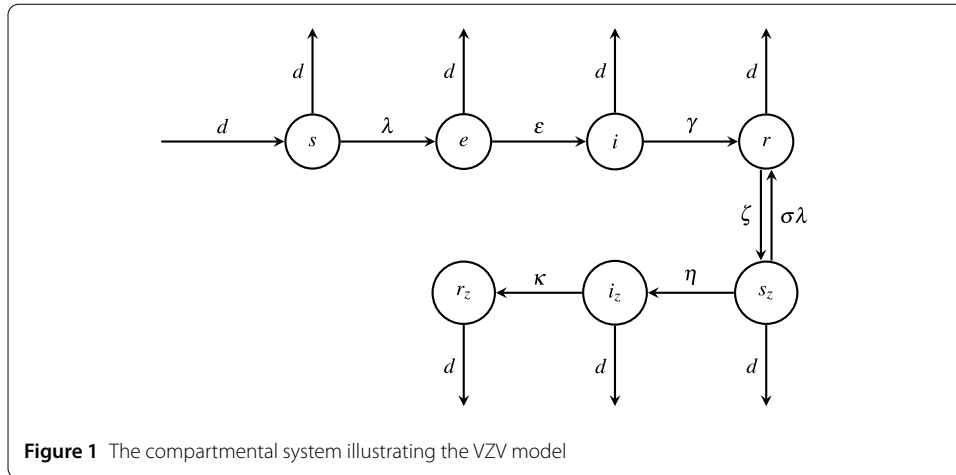 d d d d
d s λ e ε i γ r
ζ σλ
r_z κ i_z η s_z
d d d
Figure 1 The compartmental system illustrating the VZV model